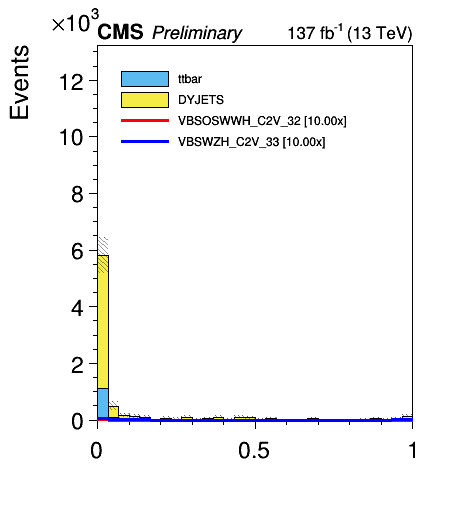 ×10³
CMS Preliminary 137 fb⁻¹ (13 TeV)
Events
ttbar
DYJETS
VBSOSWWH_C2V_32 [10.00x]
VBSWZH_C2V_33 [10.00x]
12
10
8
6
4
2
0
0 0.5 1